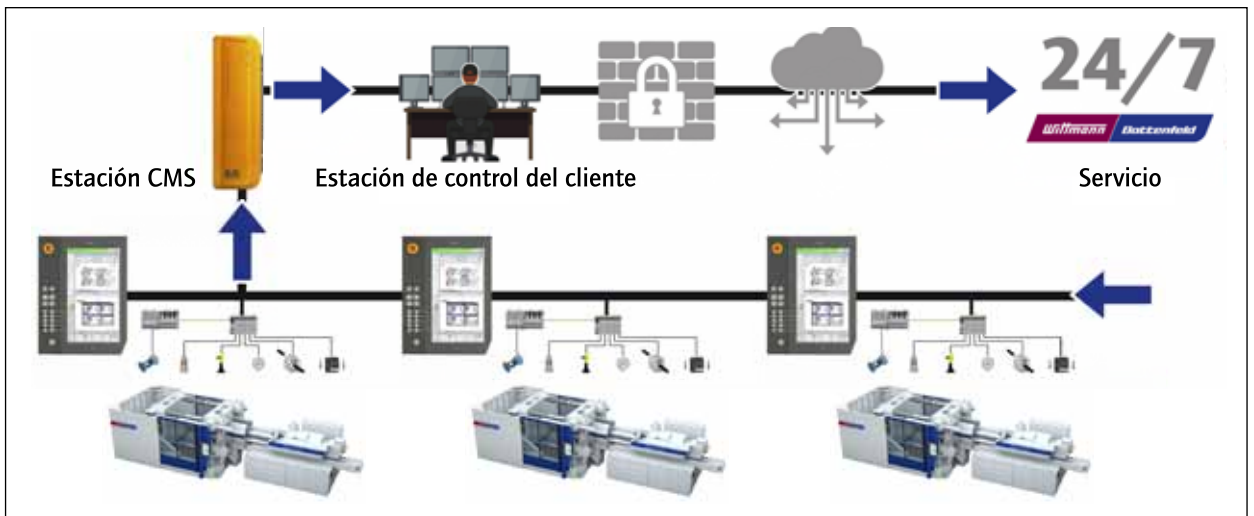 24/7
Wittmann Battenfeld
Estación CMS
Estación de control del cliente
Servicio